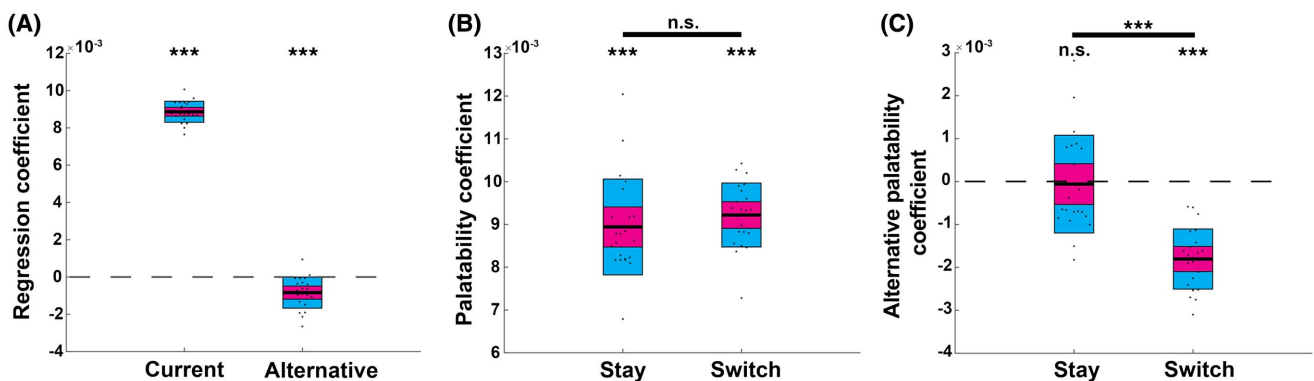 (A)
×10⁻³
12
10
8
6
4
2
0
-2
-4
Regression coefficient
***
***
Current
Alternative
(B)
×10⁻³
13
12
11
10
9
8
7
6
Palatability coefficient
n.s.
***
***
Stay
Switch
(C)
×10⁻³
3
2
1
0
-1
-2
-3
-4
Alternative palatability
coefficient
***
n.s.
***
Stay
Switch